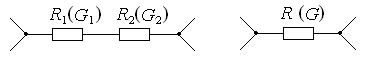 R₁(G₁) R₂(G₂) R (G)